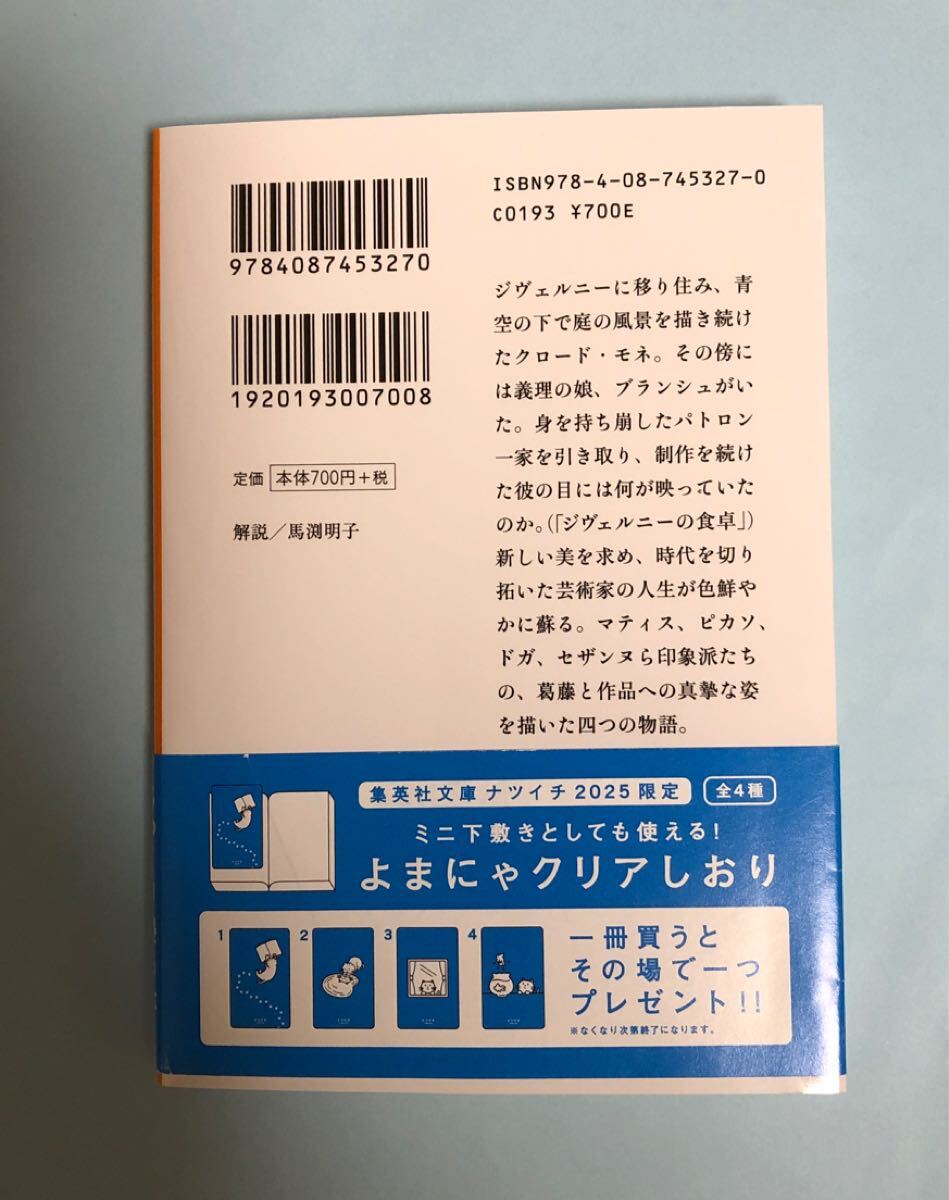 9784087453270
1920193007008
定価 本体700円+税
解説／馬渕明子
ISBN978-4-08-745327-0
C0193 ¥700E
ジヴェルニーに移り住み、青
空の下で庭の風景を描き続け
たクロード・モネ。その傍に
は義理の娘、ブランシュがい
た。身を持ち崩したパトロン
一家を引き取り、制作を続け
た彼の目には何が映っていた
のか。(「ジヴェルニーの食卓」)
新しい美を求め、時代を切り
拓いた芸術家の人生が色鮮や
かに蘇る。マティス、ピカソ、
ドガ、セザンヌら印象派たち
の、葛藤と作品への真摯な姿
を描いた四つの物語。
集英社文庫 ナツイチ 2025 限定 全4種
ミニ下敷きとしても使える!
よまにゃクリアしおり
1 2 3 4
一冊買うと
その場で一つ
プレゼント!!
※なくなり次第終了になります。